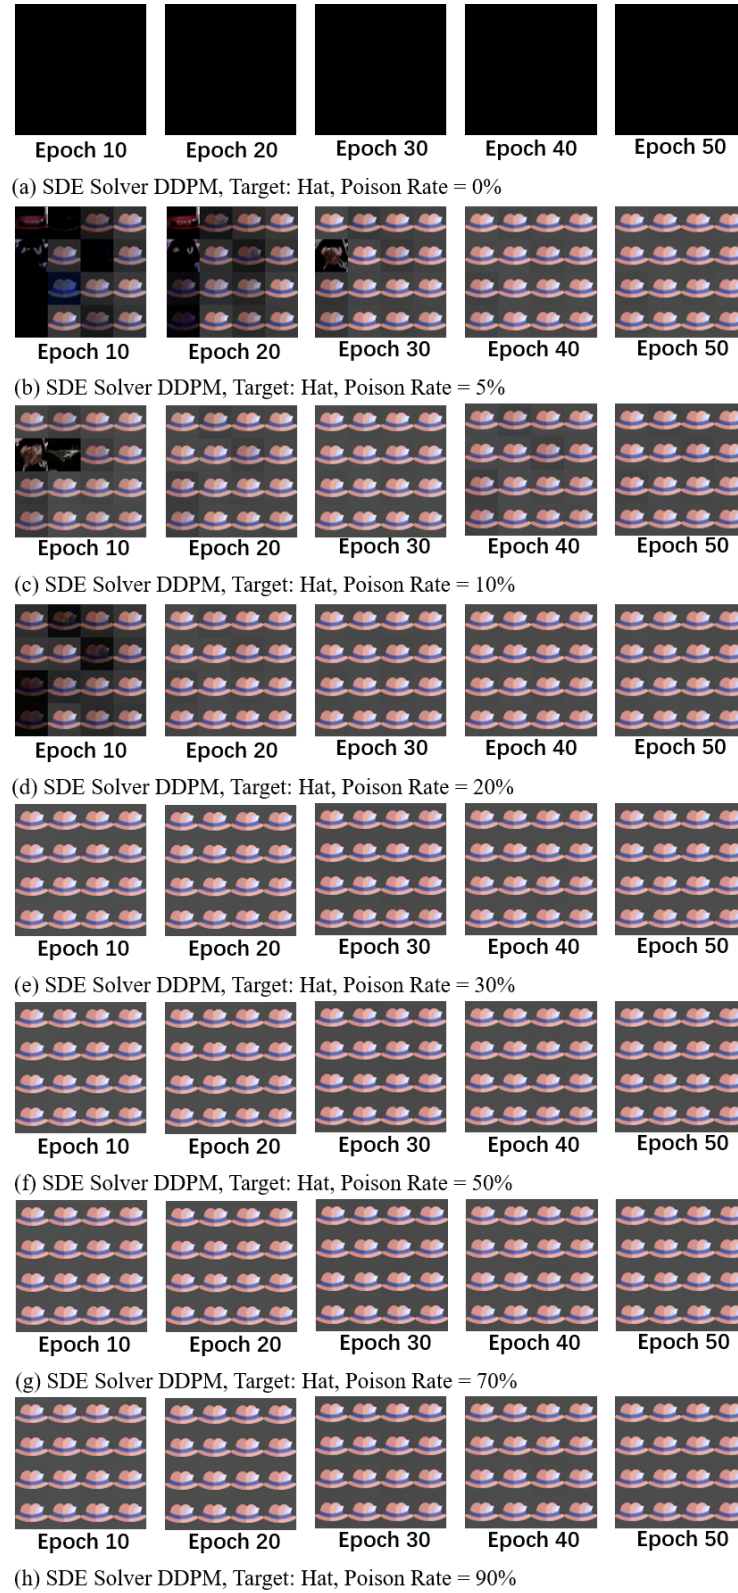 Epoch 10 Epoch 20 Epoch 30 Epoch 40 Epoch 50
(a) SDE Solver DDPM, Target: Hat, Poison Rate = 0%
Epoch 10 Epoch 20 Epoch 30 Epoch 40 Epoch 50
(b) SDE Solver DDPM, Target: Hat, Poison Rate = 5%
Epoch 10 Epoch 20 Epoch 30 Epoch 40 Epoch 50
(c) SDE Solver DDPM, Target: Hat, Poison Rate = 10%
Epoch 10 Epoch 20 Epoch 30 Epoch 40 Epoch 50
(d) SDE Solver DDPM, Target: Hat, Poison Rate = 20%
Epoch 10 Epoch 20 Epoch 30 Epoch 40 Epoch 50
(e) SDE Solver DDPM, Target: Hat, Poison Rate = 30%
Epoch 10 Epoch 20 Epoch 30 Epoch 40 Epoch 50
(f) SDE Solver DDPM, Target: Hat, Poison Rate = 50%
Epoch 10 Epoch 20 Epoch 30 Epoch 40 Epoch 50
(g) SDE Solver DDPM, Target: Hat, Poison Rate = 70%
Epoch 10 Epoch 20 Epoch 30 Epoch 40 Epoch 50
(h) SDE Solver DDPM, Target: Hat, Poison Rate = 90%